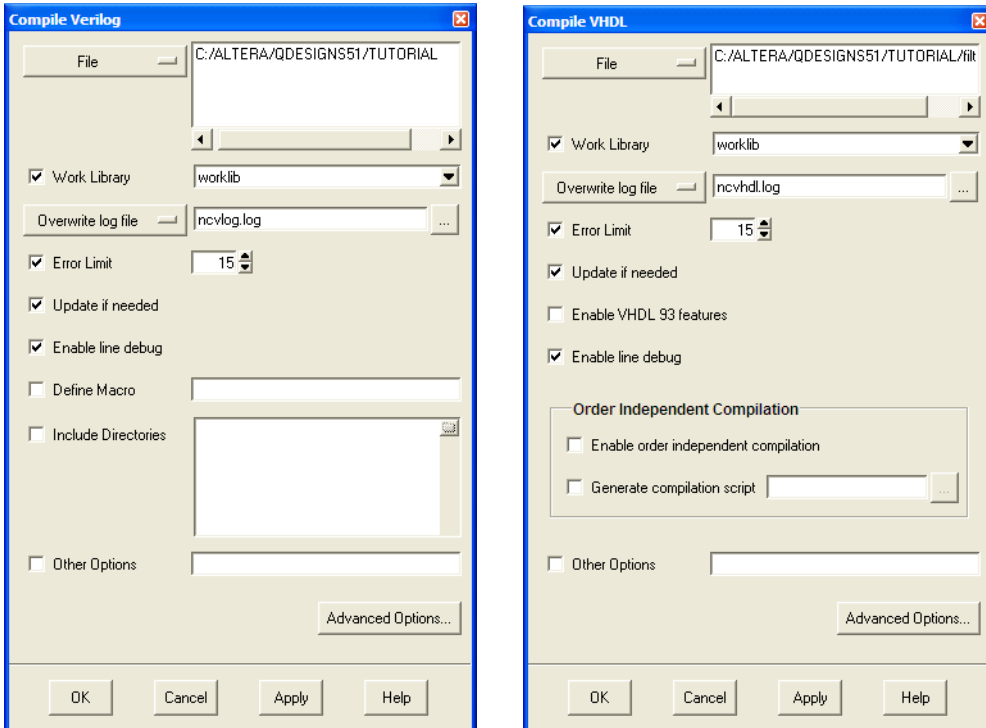 Compile Verilog
File
C:/ALTERA/QDESIGNS51/TUTORIAL
Work Library
worklib
Overwrite log file
ncvlog.log
...
Error Limit
15
Update if needed
Enable line debug
Define Macro
Include Directories
Other Options
Advanced Options...
OK
Cancel
Apply
Help
Compile VHDL
File
C:/ALTERA/QDESIGNS51/TUTORIAL/filt
Work Library
worklib
Overwrite log file
ncvhdl.log
...
Error Limit
15
Update if needed
Enable VHDL 93 features
Enable line debug
Order Independent Compilation
Enable order independent compilation
Generate compilation script
...
Other Options
Advanced Options...
OK
Cancel
Apply
Help